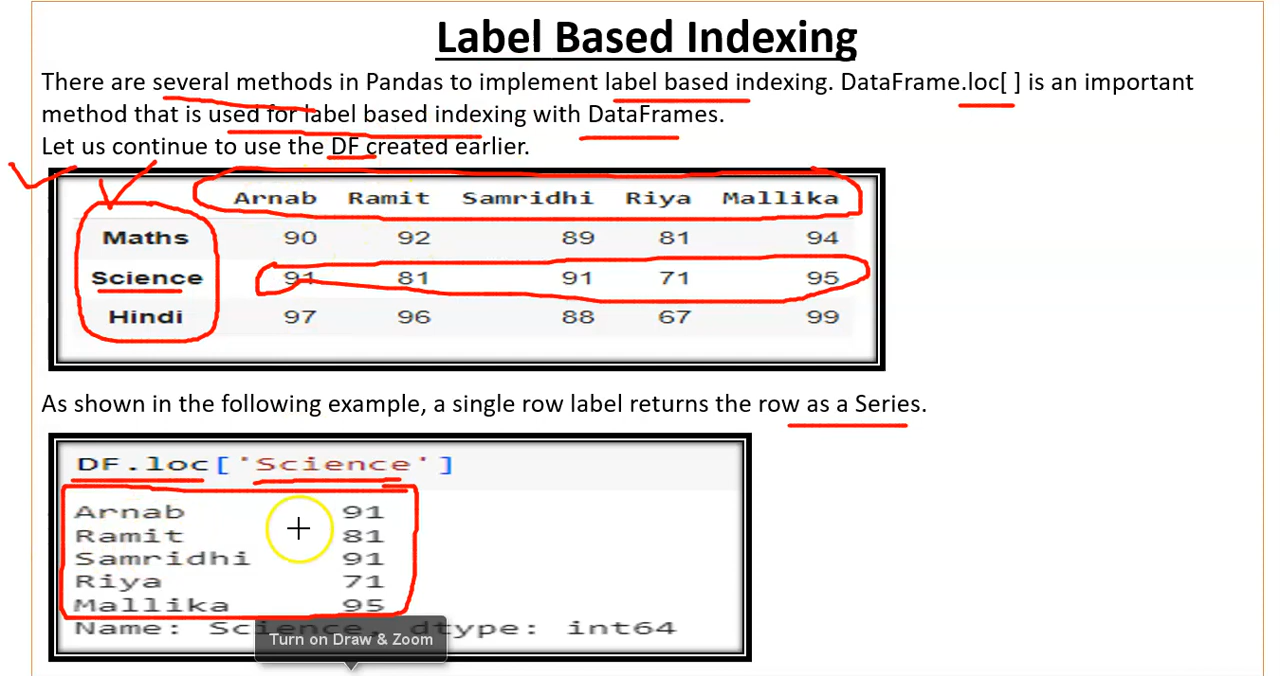 Label Based Indexing
There are several methods in Pandas to implement label based indexing. DataFrame.loc[ ] is an important
method that is used for label based indexing with DataFrames.
Let us continue to use the DF created earlier.
Arnab Ramit Samridhi Riya Mallika
Maths 90 92 89 81 94
Science 91 81 91 71 95
Hindi 97 96 88 67 99
As shown in the following example, a single row label returns the row as a Series.
DF.loc['Science']
Arnab 91
Ramit 81
Samridhi 91
Riya 71
Mallika 95
Name: Science, dtype: int64
Turn on Draw & Zoom